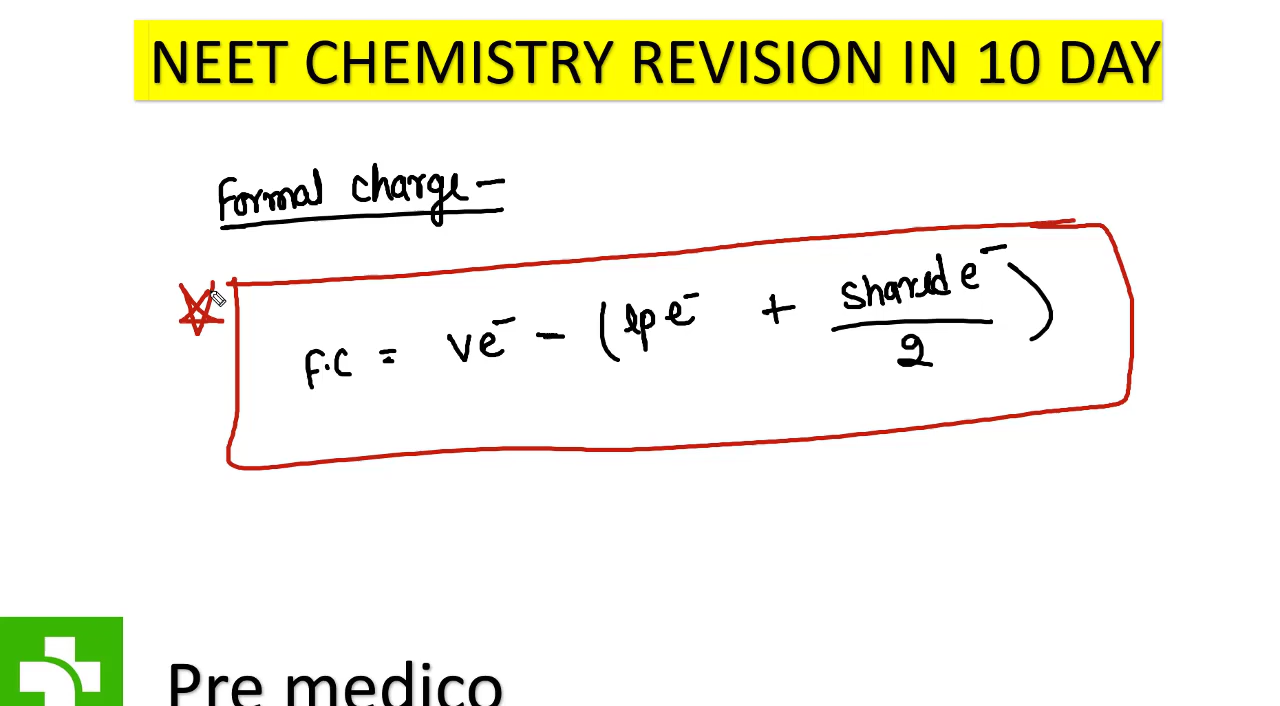 NEET CHEMISTRY REVISION IN 10 DAY
Formal charge -
F.C = ve⁻ - (lp e⁻ + shared e⁻/2)
Pre medico